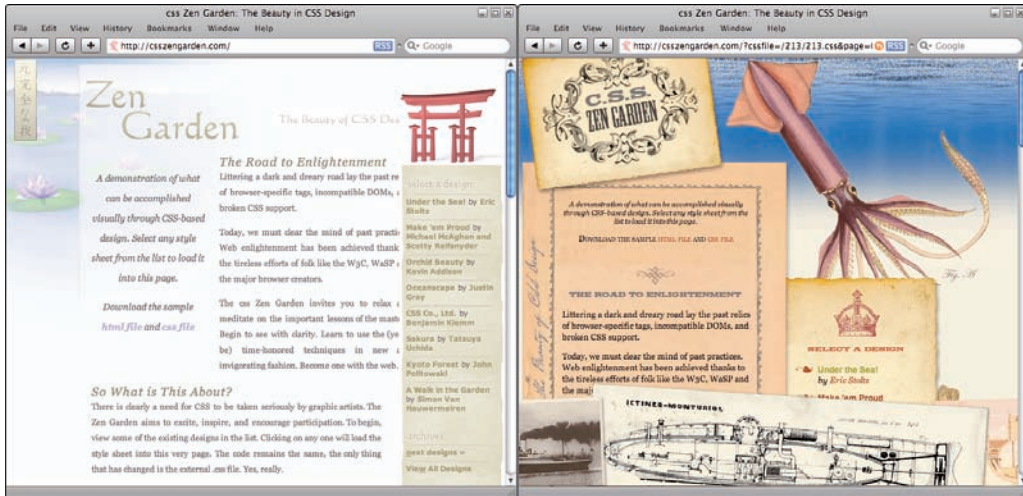 css Zen Garden: The Beauty in CSS Design
File Edit View History Bookmarks Window Help
http://csszengarden.com/
RSS
Google
Zen
Garden
The Beauty of CSS Des
A demonstration of what
can be accomplished
visually through CSS-based
design. Select any style
sheet from the list to load it
into this page.
Download the sample
html file and css file
The Road to Enlightenment
Littering a dark and dreary road lay the past re
of browser-specific tags, incompatible DOMs, a
broken CSS support.
Today, we must clear the mind of past practic
Web enlightenment has been achieved thank
the tireless efforts of folk like the W3C, WaSP a
the major browser creators.
The css Zen Garden invites you to relax a
meditate on the important lessons of the maste
Begin to see with clarity. Learn to use the (ye
be) time-honored techniques in new a
invigorating fashion. Become one with the web.
So What is This About?
There is clearly a need for CSS to be taken seriously by graphic artists. The
Zen Garden aims to excite, inspire, and encourage participation. To begin,
view some of the existing designs in the list. Clicking on any one will load the
style sheet into this very page. The code remains the same, the only thing
that has changed is the external .css file. Yes, really.
select a design
Under the Sea! by Eric
Stoltz
Make 'em Proud by
Michael McAghon and
Scotty Reifsnyder
Orchid Beauty by
Kevin Addison
Oceanscape by Justin
Gray
CSS Co., Ltd. by
Benjamin Klemm
Sakura by Tatsuya
Uchida
Kyoto Forest by John
Politowski
A Walk in the Garden
by Simon Van
Hauwermeiren
archives
next designs »
View All Designs
css Zen Garden: The Beauty in CSS Design
File Edit View History Bookmarks Window Help
http://csszengarden.com/?cssfile=/213/213.css&page=
RSS
Google
C.S.S.
ZEN GARDEN
A demonstration of what can be accomplished visually
through CSS-based design. Select any style sheet from the
list to load it into this page.
Download the sample html file and css file
the Beauty of CSS Design
THE ROAD TO ENLIGHTENMENT
Littering a dark and dreary road lay the past relics
of browser-specific tags, incompatible DOMs, and
broken CSS support.
Today, we must clear the mind of past practices.
Web enlightenment has been achieved thanks to
the tireless efforts of folk like the W3C, WaSP and
the maj
Fig. A
SELECT A DESIGN
Under the Sea!
by Eric Stoltz
Make 'em Proud
ICTINEO-MONTURIOL